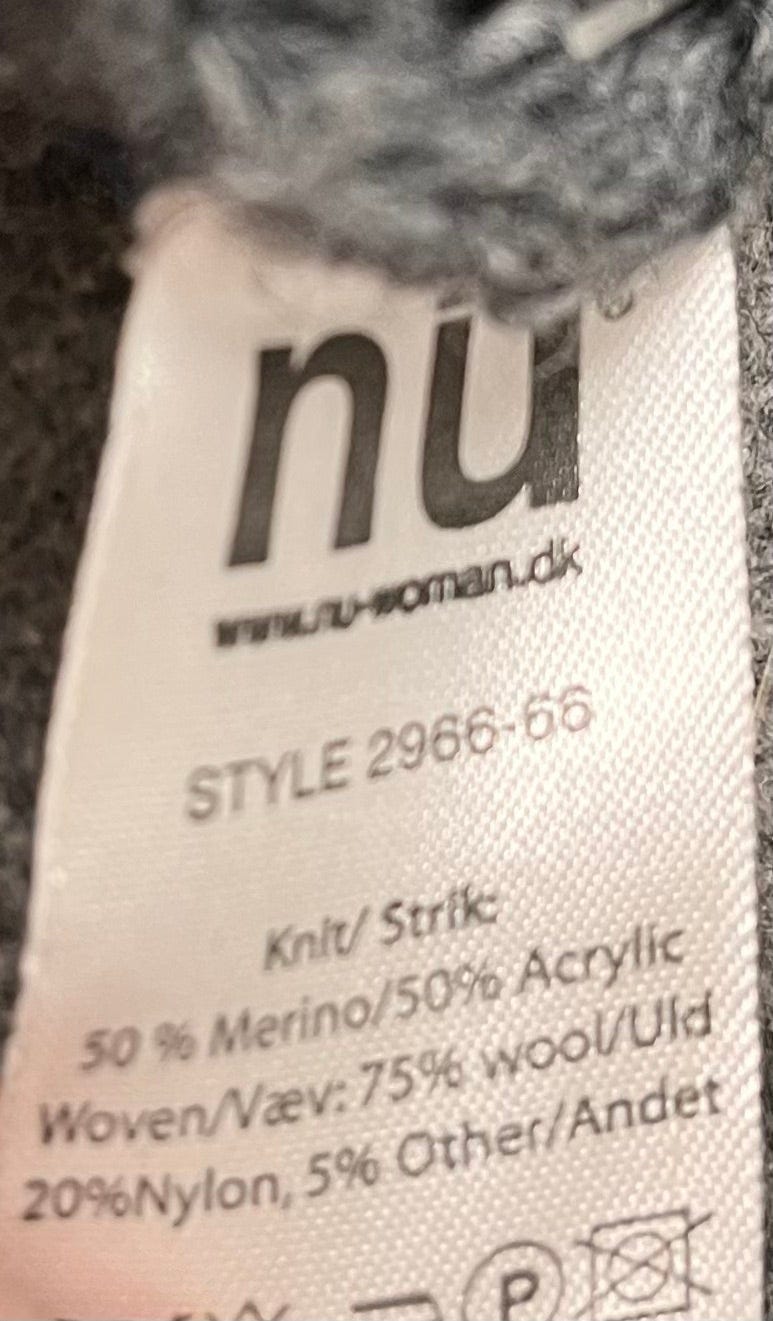 nü
www.nu-woman.dk
STYLE 2966-66
Knit/ Strik:
50 % Merino/50% Acrylic
Woven/Væv: 75% wool/Uld
20%Nylon, 5% Other/Andet
P